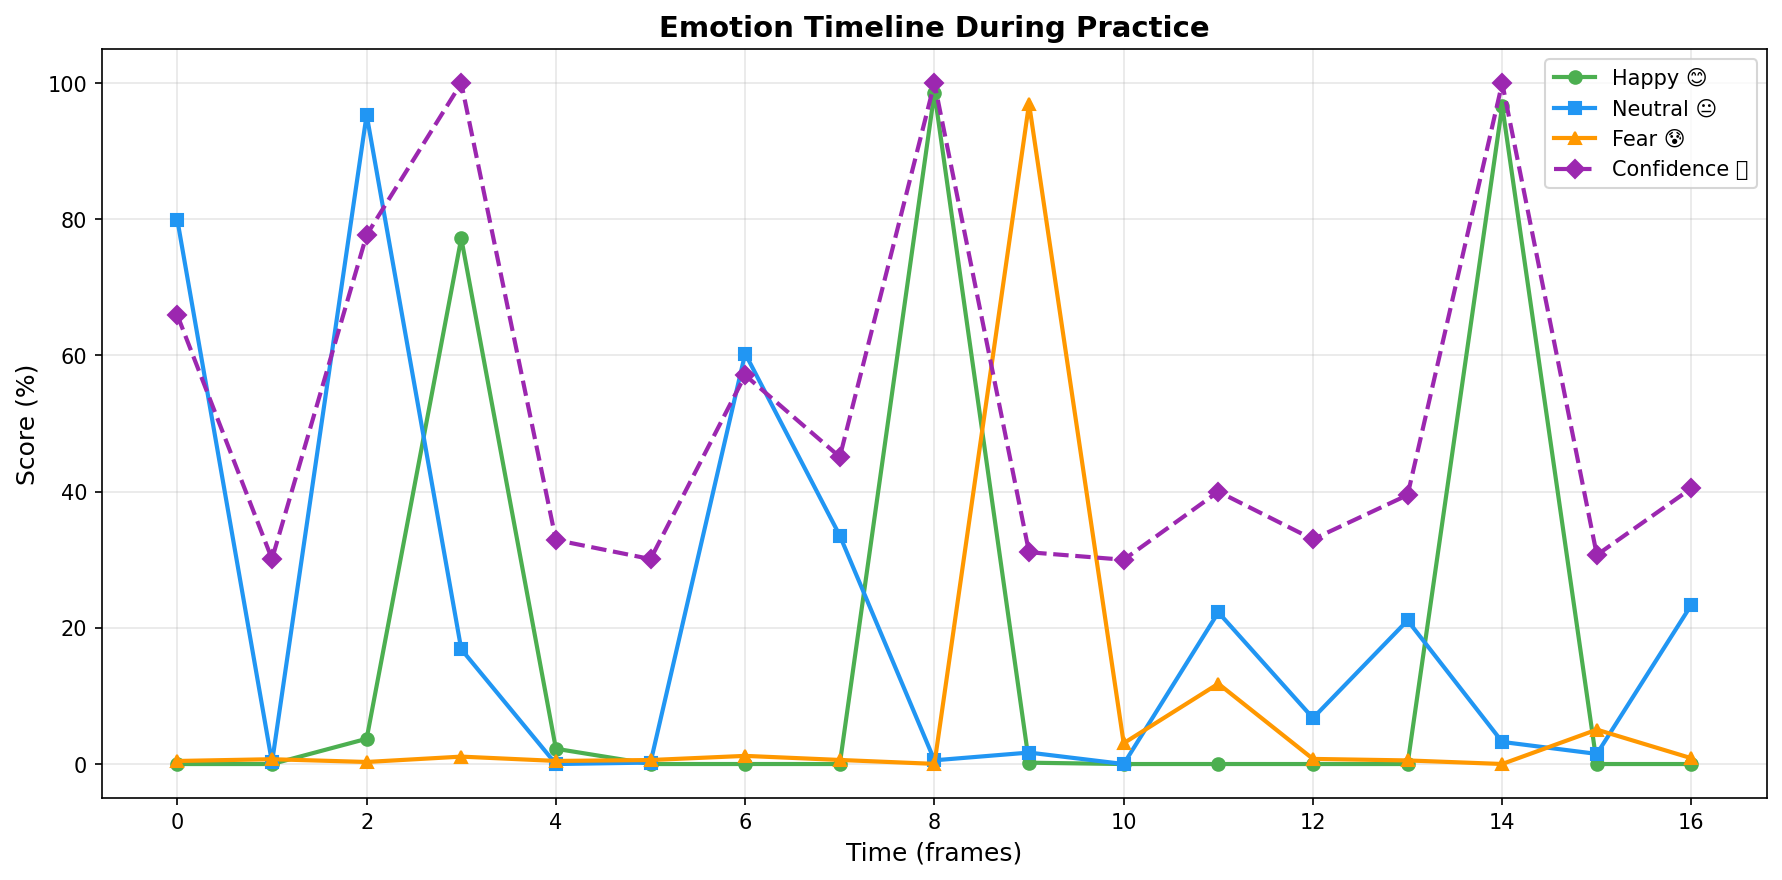 Emotion Timeline During Practice
Happy 😊
Neutral 😐
Fear 😰
Confidence
100
80
60
40
20
0
Score (%)
0 2 4 6 8 10 12 14 16
Time (frames)